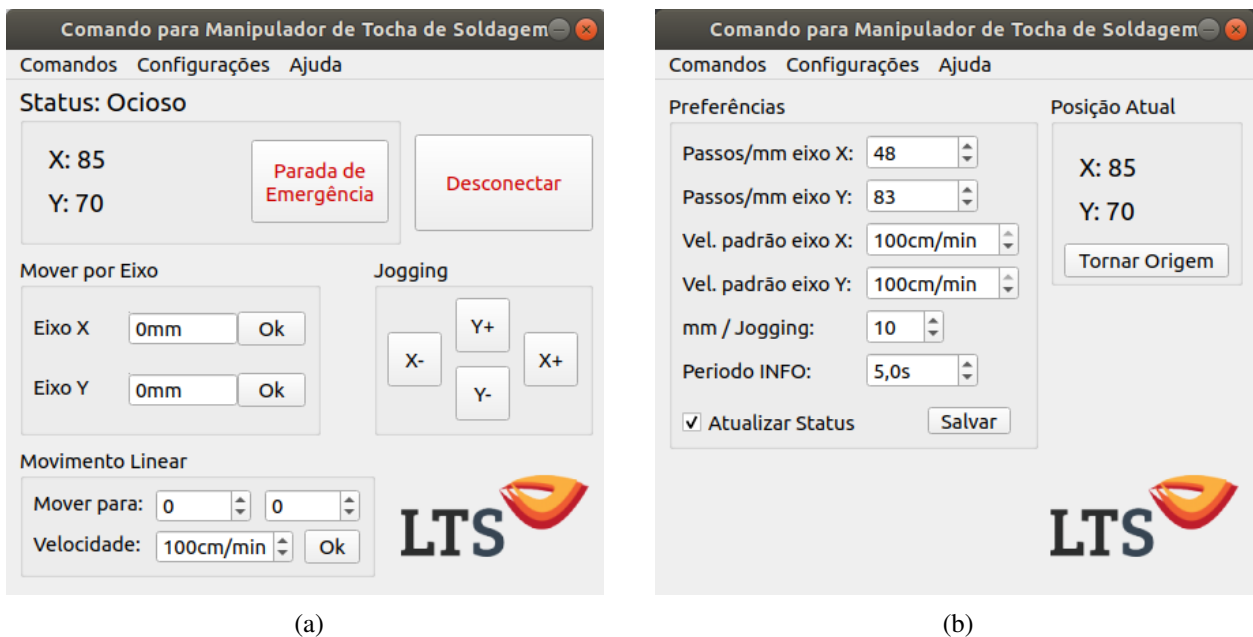 Comando para Manipulador de Tocha de Soldagem
Comandos Configurações Ajuda
Status: Ocioso
X: 85
Y: 70
Parada de
Emergência
Desconectar
Mover por Eixo
Jogging
Eixo X 0mm Ok
Eixo Y 0mm Ok
Y+
X-
X+
Y-
Movimento Linear
Mover para: 0 0
Velocidade: 100cm/min Ok
LTS
(a)
Comando para Manipulador de Tocha de Soldagem
Comandos Configurações Ajuda
Preferências
Passos/mm eixo X: 48
Passos/mm eixo Y: 83
Vel. padrão eixo X: 100cm/min
Vel. padrão eixo Y: 100cm/min
mm / Jogging: 10
Periodo INFO: 5,0s
Atualizar Status Salvar
Posição Atual
X: 85
Y: 70
Tornar Origem
LTS
(b)